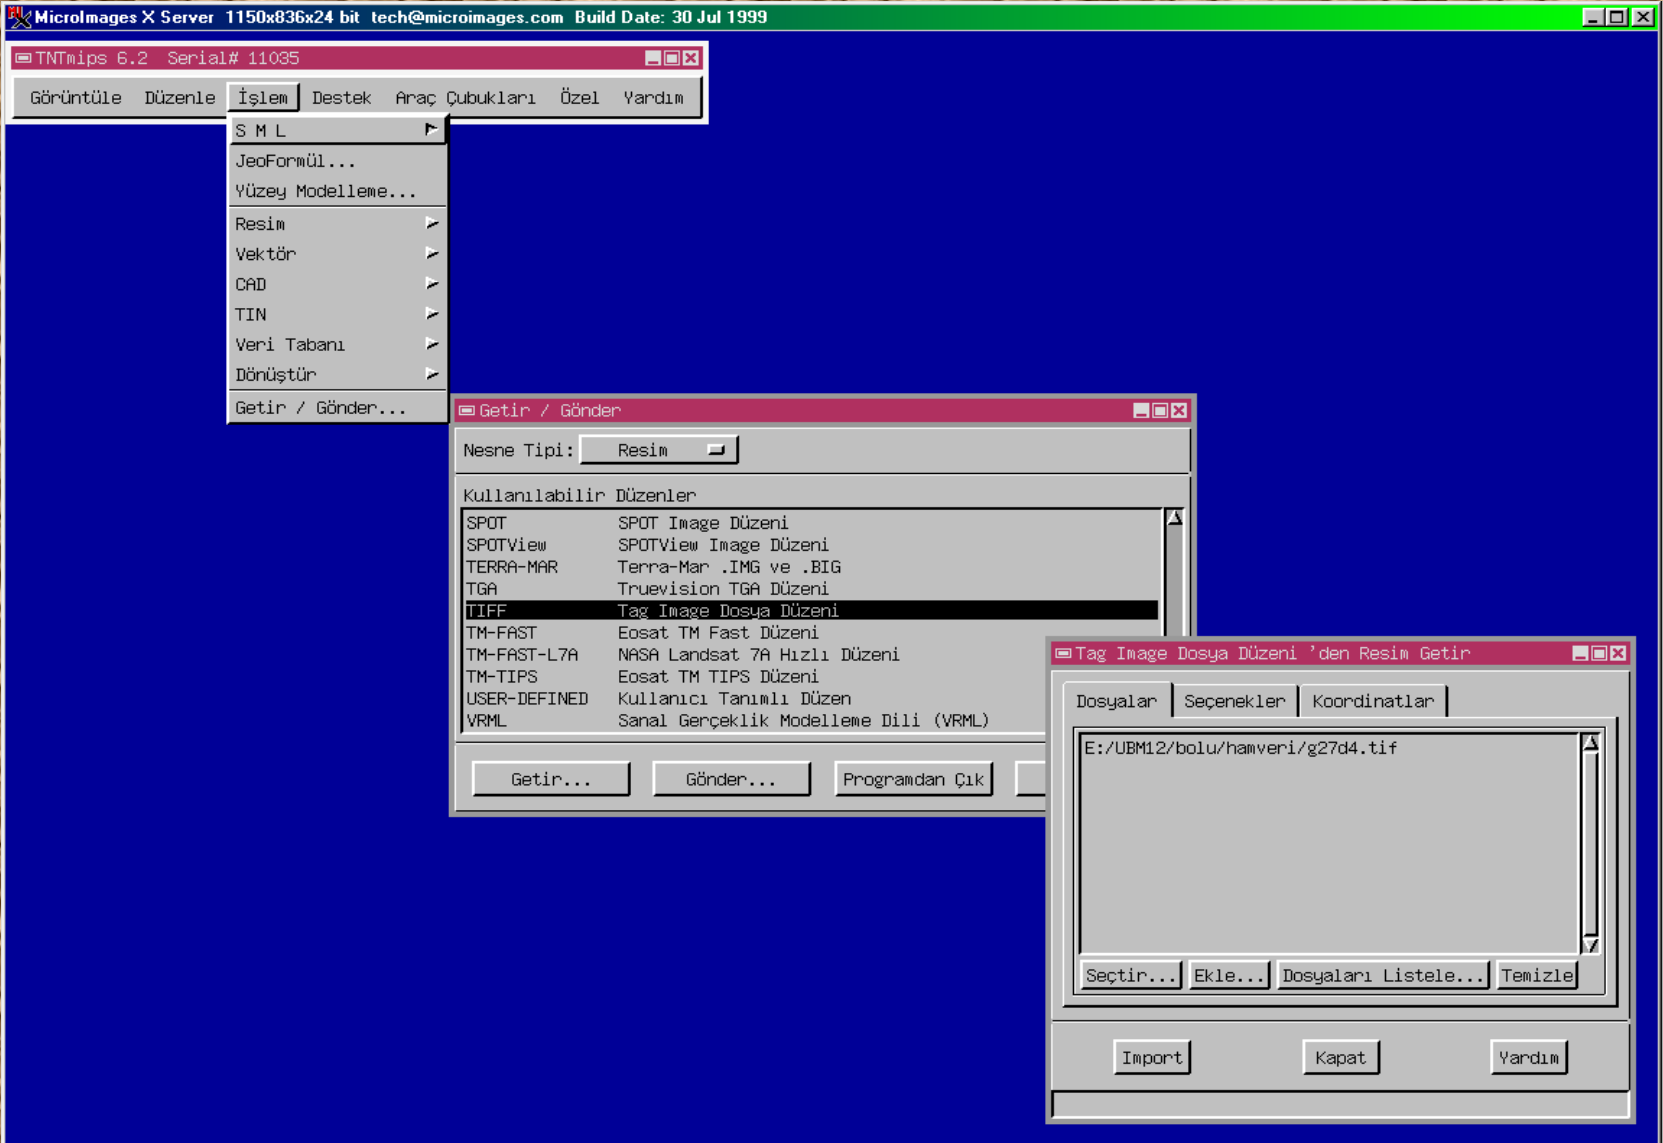 MicroImages X Server 1150x836x24 bit tech@microimages.com Build Date: 30 Jul 1999
TNTmips 6.2 Serial# 11035
Görüntüle Düzenle İşlem Destek Araç Çubukları Özel Yardım
S M L
JeoFormül...
Yüzey Modelleme...
Resim
Vektör
CAD
TIN
Veri Tabanı
Dönüştür
Getir / Gönder...
Getir / Gönder
Nesne Tipi: Resim
Kullanılabilir Düzenler
SPOT SPOT Image Düzeni
SPOTView SPOTView Image Düzeni
TERRA-MAR Terra-Mar .IMG ve .BIG
TGA Truevision TGA Düzeni
TIFF Tag Image Dosya Düzeni
TM-FAST Eosat TM Fast Düzeni
TM-FAST-L7A NASA Landsat 7A Hızlı Düzeni
TM-TIPS Eosat TM TIPS Düzeni
USER-DEFINED Kullanıcı Tanımlı Düzen
VRML Sanal Gerçeklik Modelleme Dili (VRML)
Getir... Gönder... Programdan Çık
Tag Image Dosya Düzeni 'den Resim Getir
Dosyalar Seçenekler Koordinatlar
E:/UBM12/bolu/hamveri/g27d4.tif
Seçtir... Ekle... Dosyaları Listele... Temizle
Import Kapat Yardım